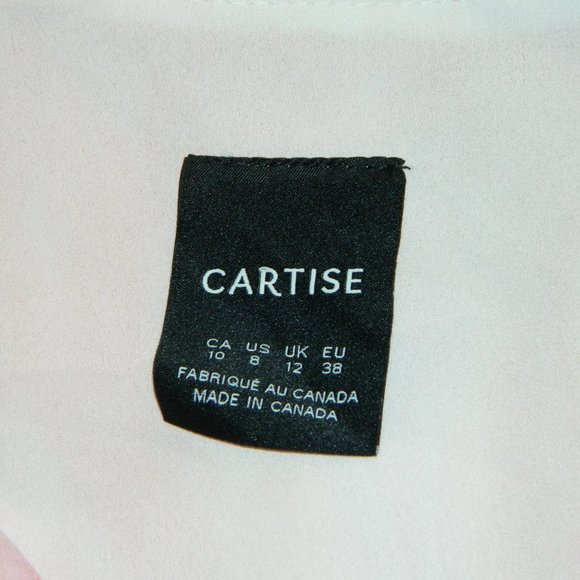 CARTISE
CA US UK EU
10 8 12 38
FABRIQUÉ AU CANADA
MADE IN CANADA